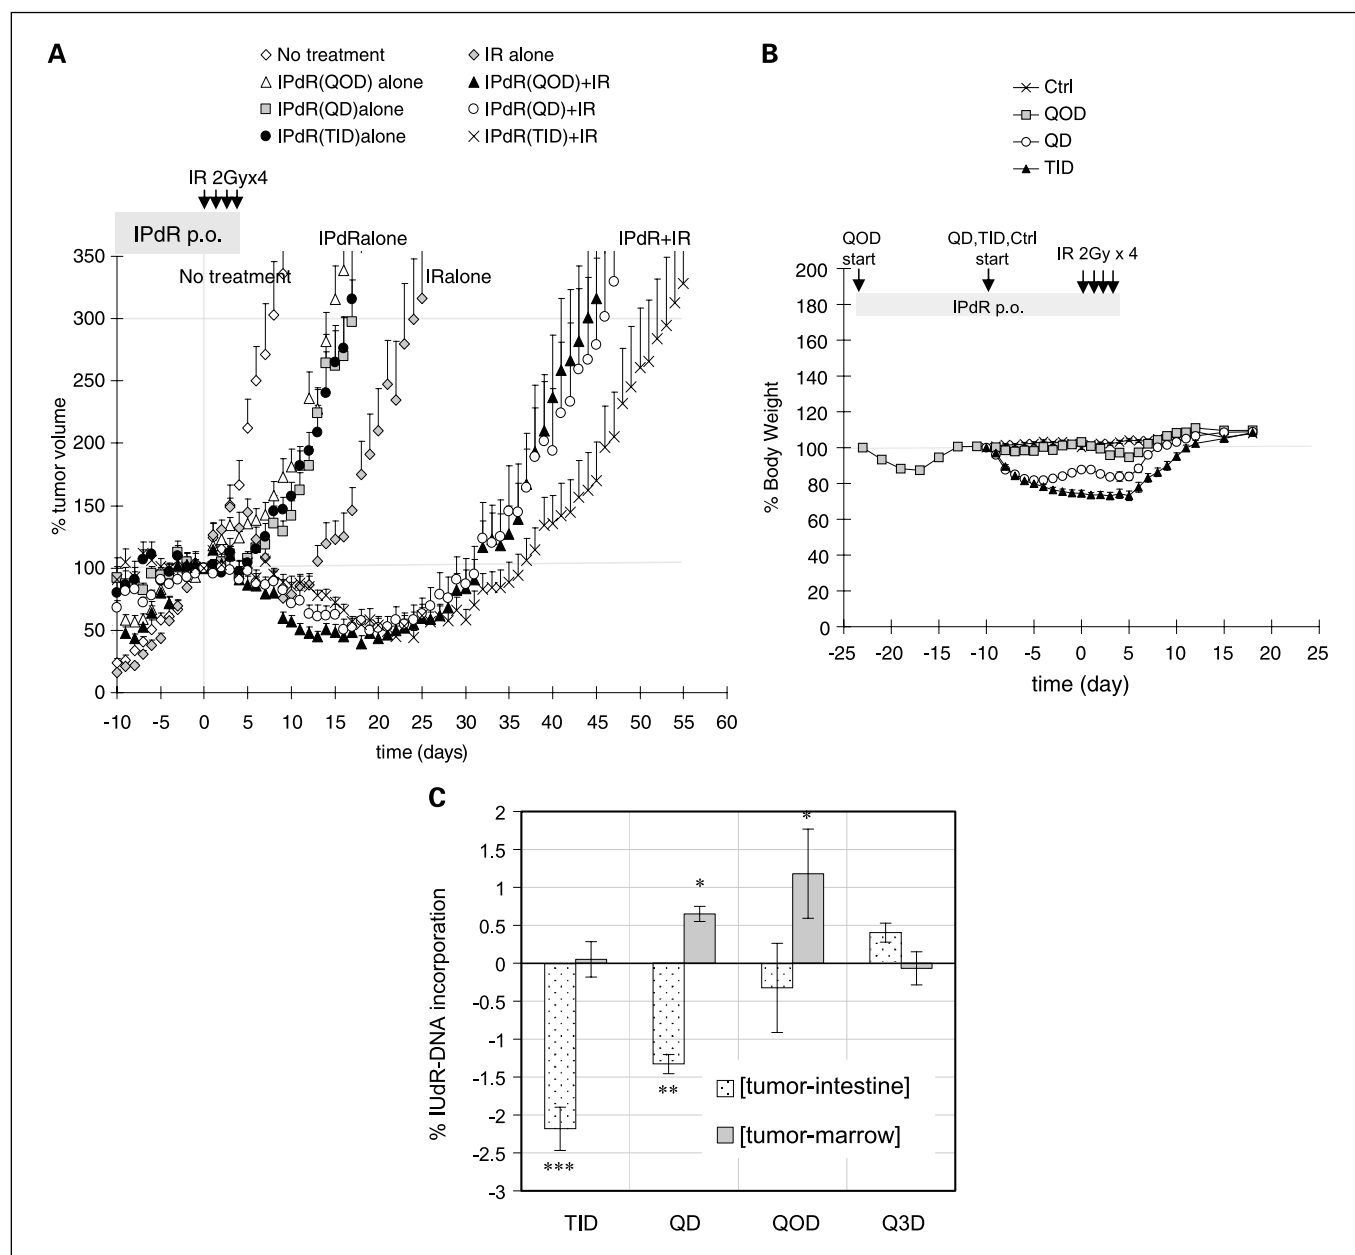 A
No treatment
IR alone
IPdR(QOD) alone
IPdR(QOD)+IR
IPdR(QD)alone
IPdR(QD)+IR
IPdR(TID)alone
IPdR(TID)+IR
IR 2Gyx4
IPdR p.o.
IPdRalone
IPdR+IR
No treatment
IRalone
% tumor volume
350
300
250
200
150
100
50
0
-10 -5 0 5 10 15 20 25 30 35 40 45 50 55 60
time (days)
B
Ctrl
QOD
QD
TID
QOD
start
QD,TID,Ctrl
start
IR 2Gy x 4
IPdR p.o.
% Body Weight
200
180
160
140
120
100
80
60
40
20
0
-25 -20 -15 -10 -5 0 5 10 15 20 25
time (day)
C
% IUdR-DNA incorporation
2
1.5
1
0.5
0
-0.5
-1
-1.5
-2
-2.5
-3
*
*
**
***
[tumor-intestine]
[tumor-marrow]
TID QD QOD Q3D